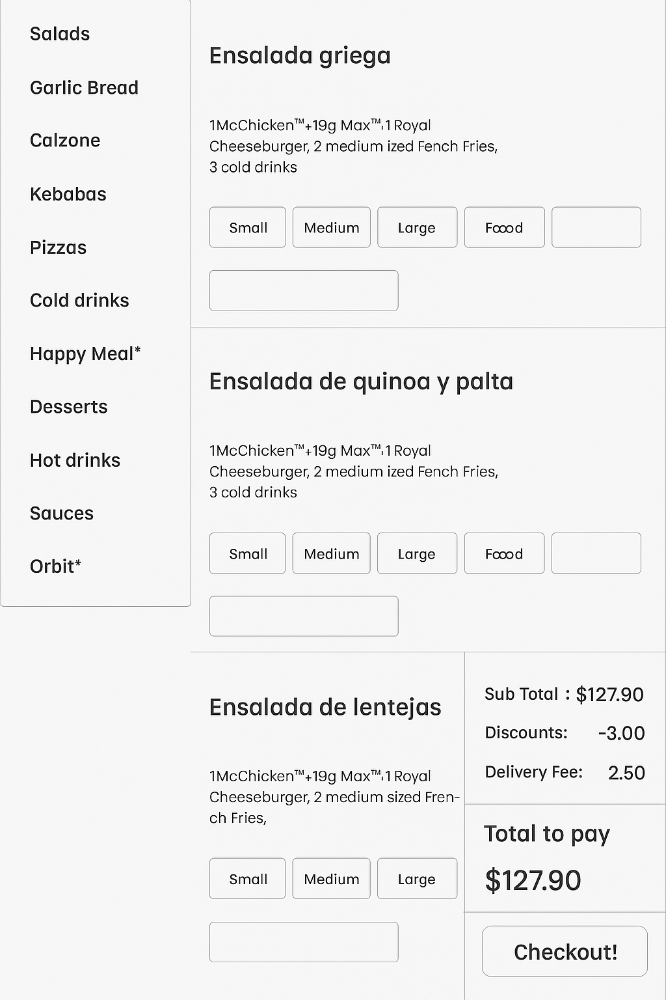 Salads
Garlic Bread
Calzone
Kebabas
Pizzas
Cold drinks
Happy Meal*
Desserts
Hot drinks
Sauces
Orbit*
Ensalada griega
1McChicken™+19g Max™,1 Royal
Cheeseburger, 2 medium ized Fench Fries,
3 cold drinks
Small Medium Large Foood
Ensalada de quinoa y palta
1McChicken™+19g Max™,1 Royal
Cheeseburger, 2 medium ized Fench Fries,
3 cold drinks
Small Medium Large Foood
Ensalada de lentejas
1McChicken™+19g Max™,1 Royal
Cheeseburger, 2 medium sized Fren-
ch Fries,
Small Medium Large
Sub Total : $127.90
Discounts: -3.00
Delivery Fee: 2.50
Total to pay
$127.90
Checkout!